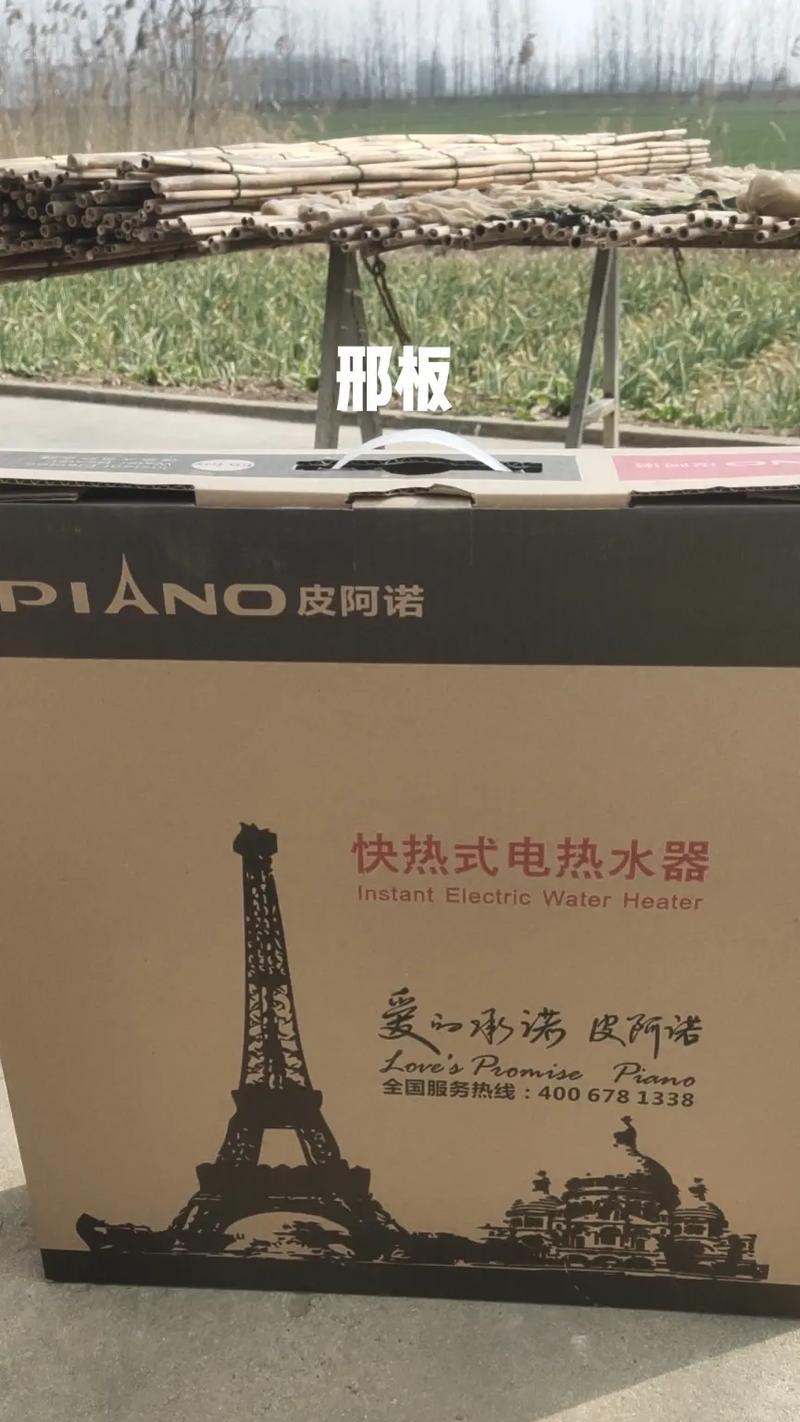 邢板
PIANO 皮阿诺
快热式电热水器
Instant Electric Water Heater
爱的承诺 皮阿诺
Love's Promise Piano
全国服务热线：400 678 1338